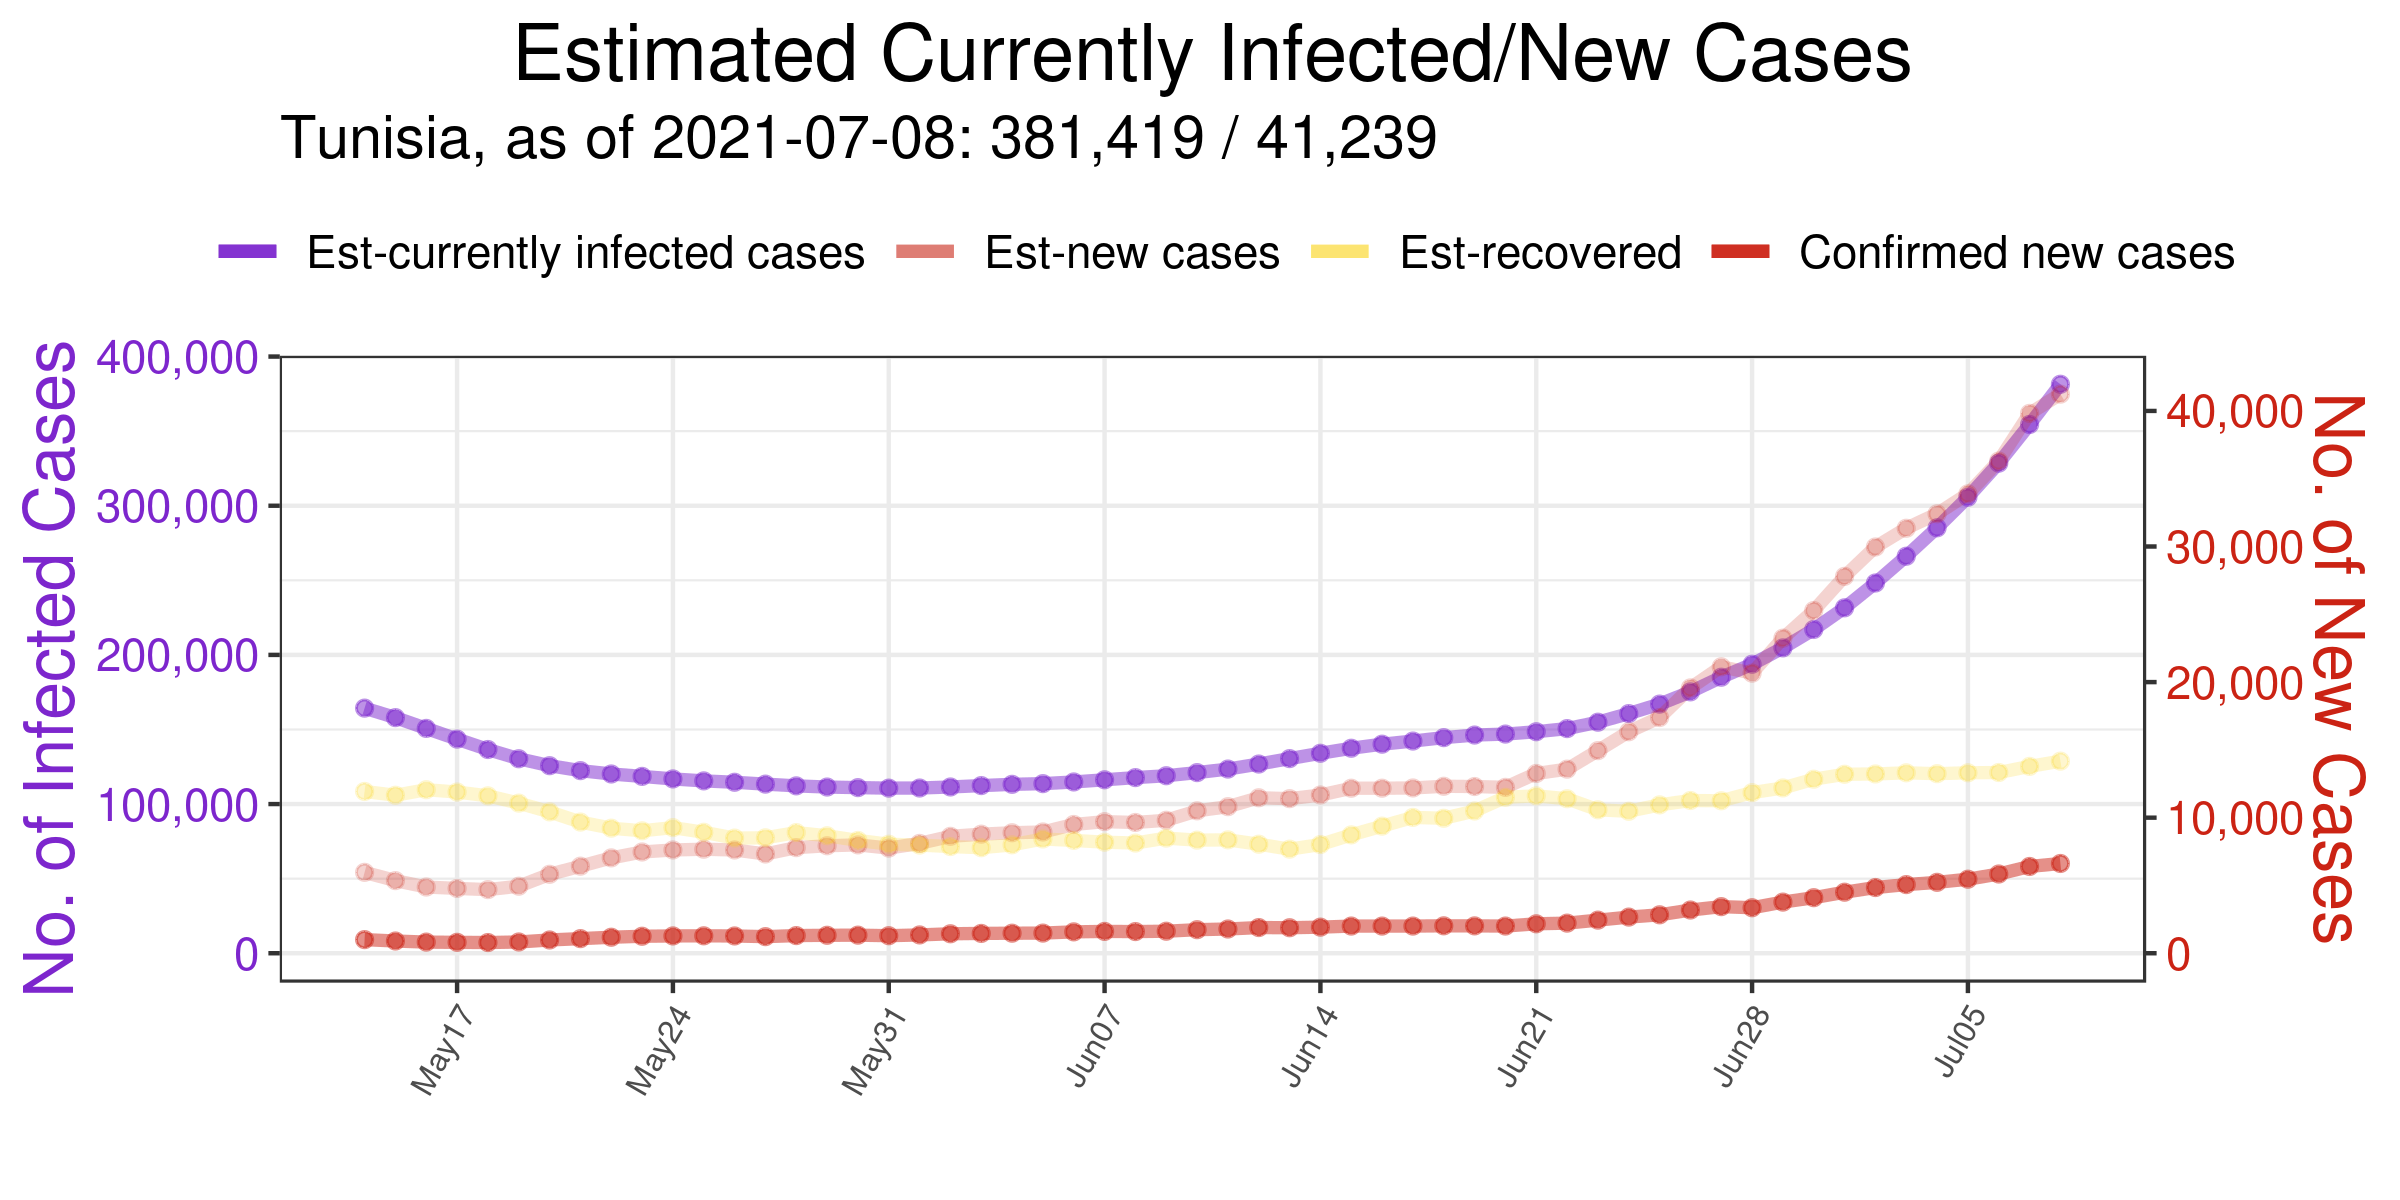 Estimated Currently Infected/New Cases
Tunisia, as of 2021-07-08: 381,419 / 41,239
Est-currently infected cases Est-new cases Est-recovered Confirmed new cases
No. of Infected Cases
400,000
300,000
200,000
100,000
0
40,000
30,000
20,000
10,000
0
No. of New Cases
May17 May24 May31 Jun07 Jun14 Jun21 Jun28 Jul05